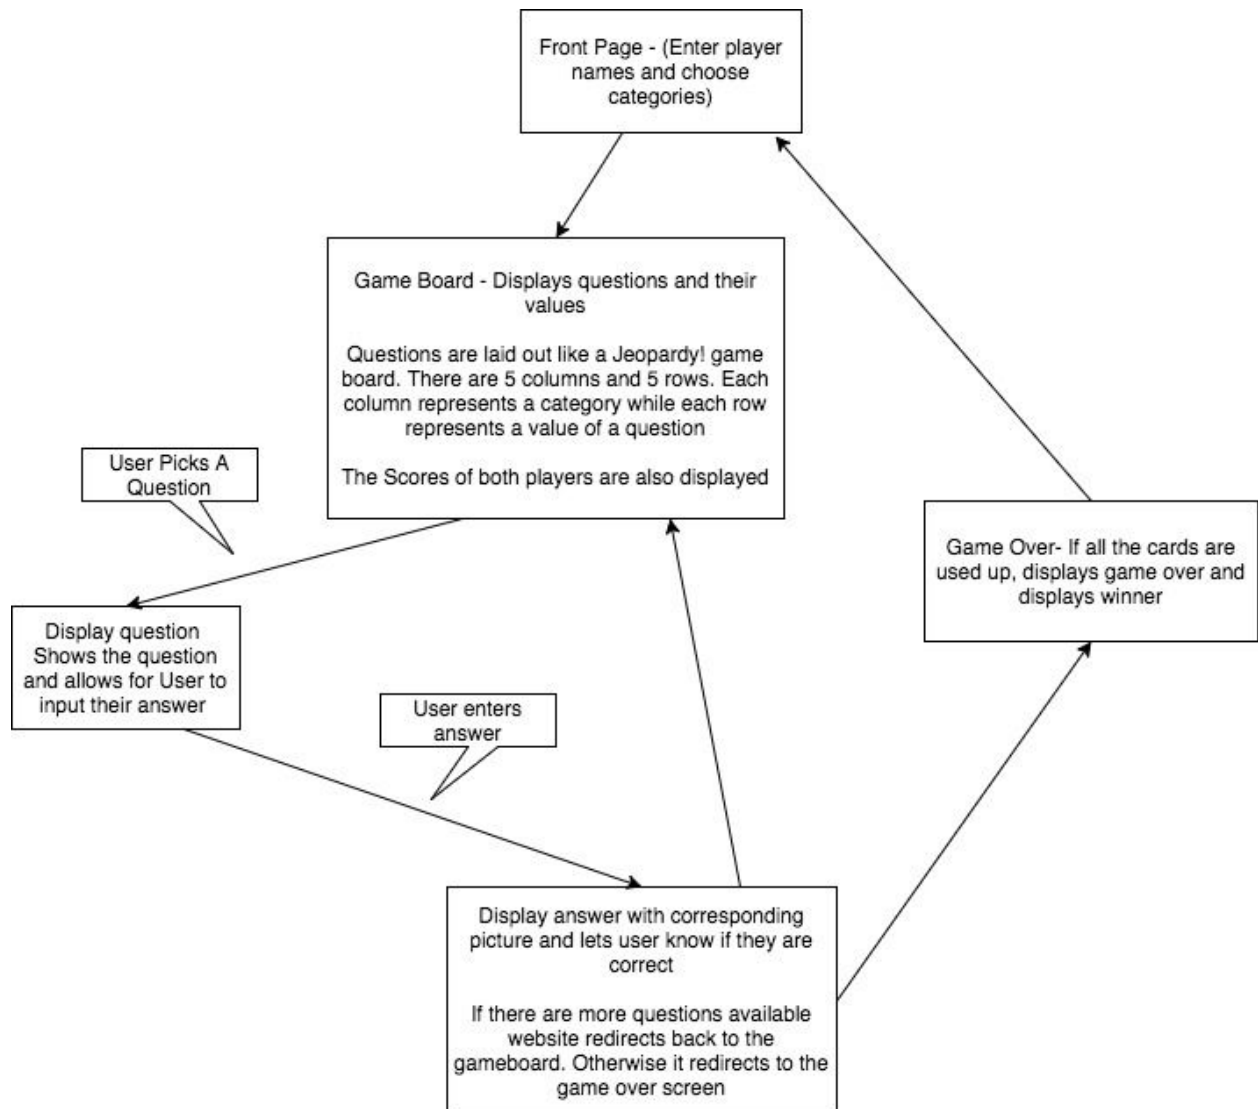 Front Page - (Enter player
names and choose
categories)
Game Board - Displays questions and their
values
Questions are laid out like a Jeopardy! game
board. There are 5 columns and 5 rows. Each
column represents a category while each row
represents a value of a question
The Scores of both players are also displayed
User Picks A
Question
Game Over- If all the cards are
used up, displays game over and
displays winner
Display question
Shows the question
and allows for User to
input their answer
User enters
answer
Display answer with corresponding
picture and lets user know if they are
correct
If there are more questions available
website redirects back to the
gameboard. Otherwise it redirects to the
game over screen